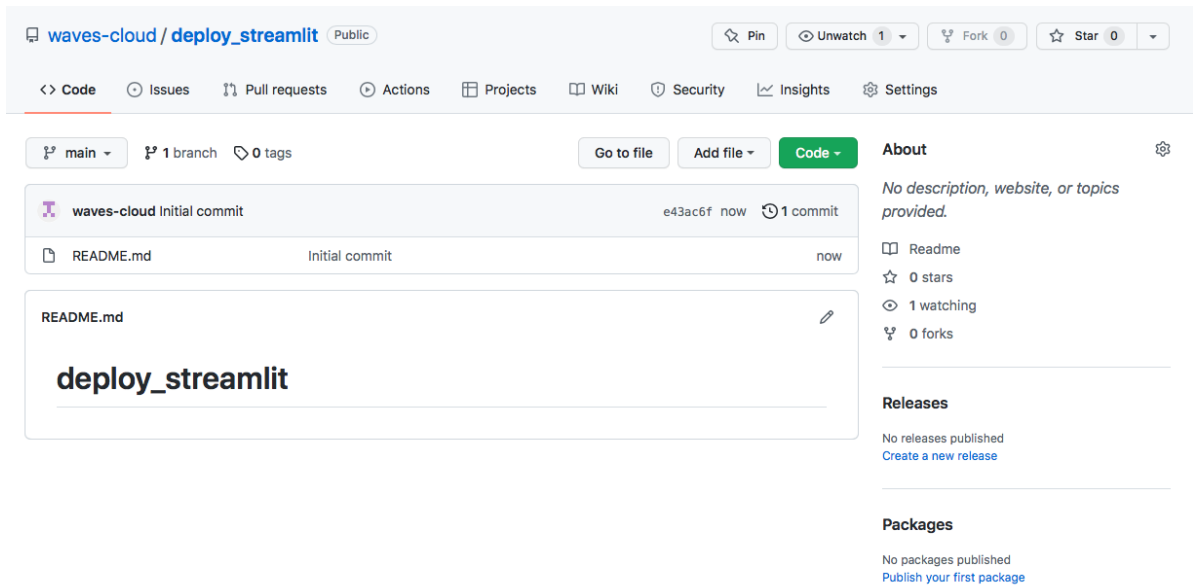 waves-cloud / deploy_streamlit Public
Pin
Unwatch 1
Fork 0
Star 0
<> Code
Issues
Pull requests
Actions
Projects
Wiki
Security
Insights
Settings
main
1 branch
0 tags
Go to file
Add file
Code
waves-cloud Initial commit
e43ac6f now
1 commit
README.md Initial commit now
README.md
deploy_streamlit
About
No description, website, or topics
provided.
Readme
0 stars
1 watching
0 forks
Releases
No releases published
Create a new release
Packages
No packages published
Publish your first package